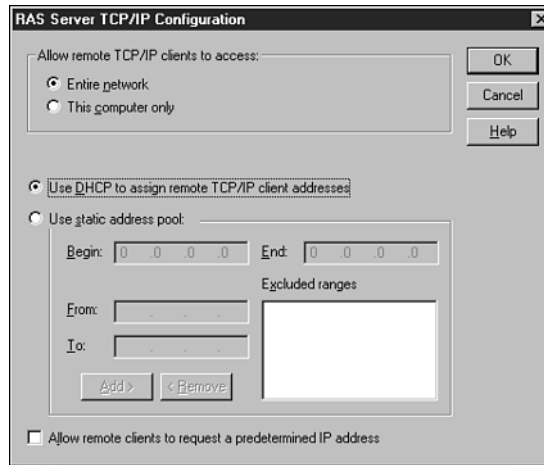 RAS Server TCP/IP Configuration
Allow remote TCP/IP clients to access:
Entire network
This computer only
OK
Cancel
Help
Use DHCP to assign remote TCP/IP client addresses
Use static address pool:
Begin: 0 .0 .0 .0 End: 0 .0 .0 .0
Excluded ranges
From: . . .
To: . . .
Add > < Remove
Allow remote clients to request a predetermined IP address